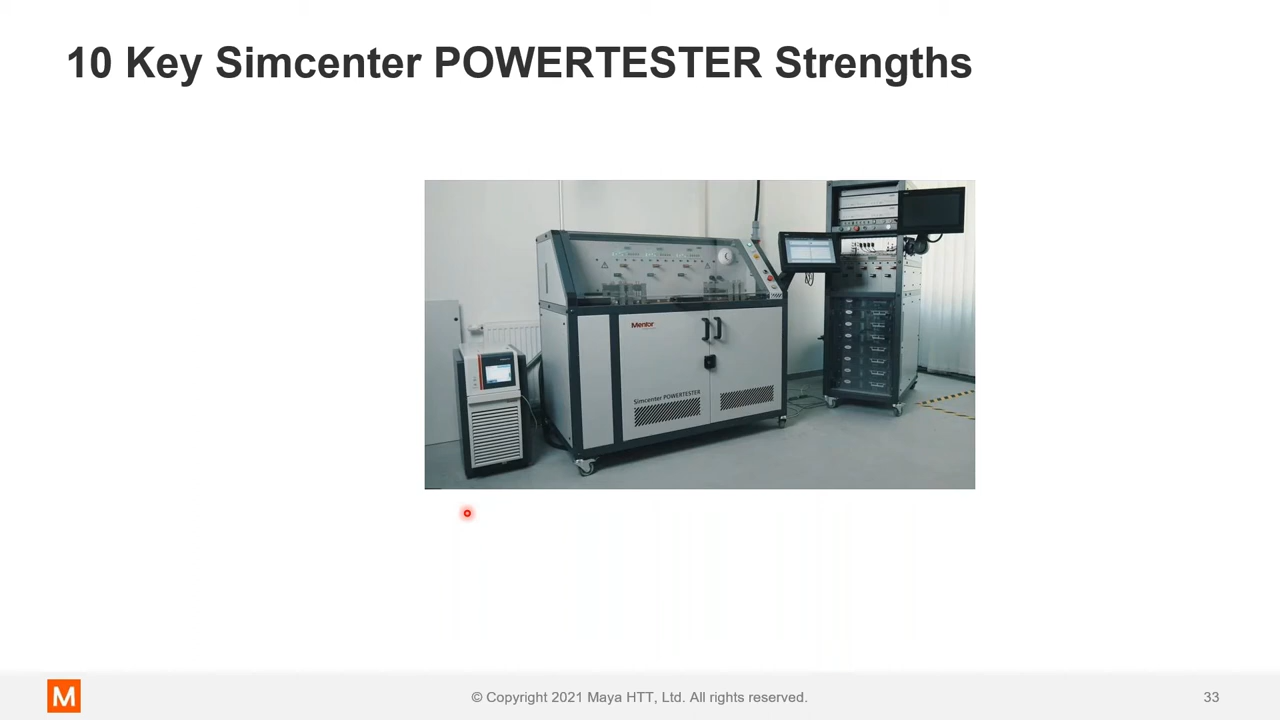 10 Key Simcenter POWERTESTER Strengths
Mentor
Simcenter POWERTESTER
M
© Copyright 2021 Maya HTT, Ltd. All rights reserved.
33